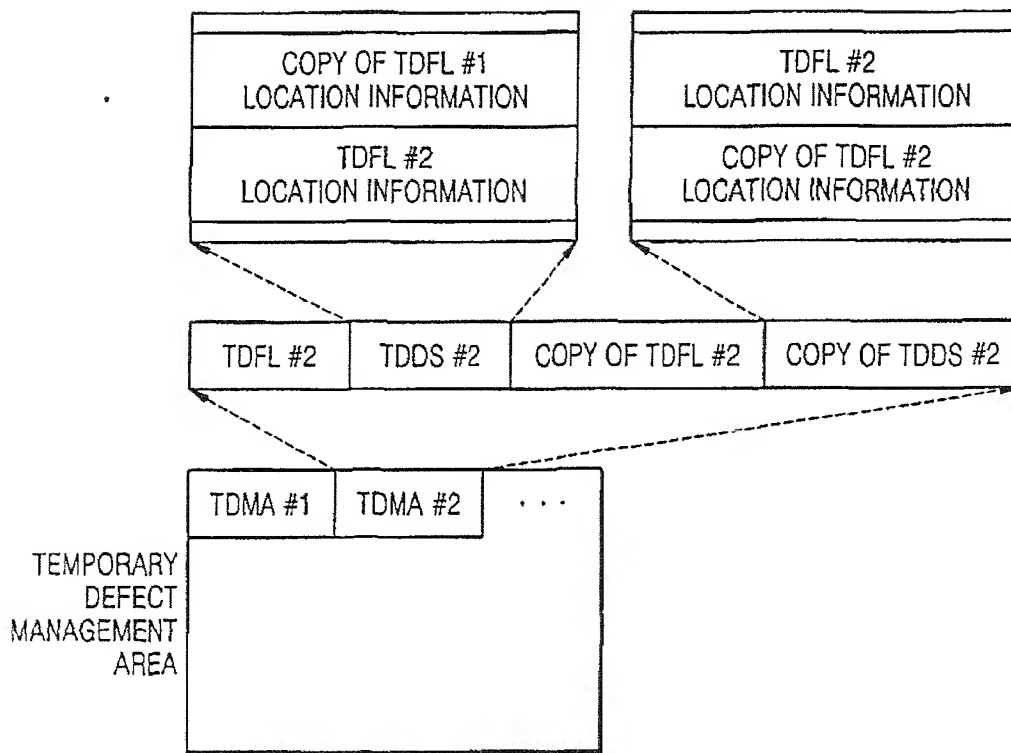 COPY OF TDFL #1
LOCATION INFORMATION
TDFL #2
LOCATION INFORMATION
TDFL #2
LOCATION INFORMATION
COPY OF TDFL #2
LOCATION INFORMATION
TDFL #2
TDDS #2
COPY OF TDFL #2
COPY OF TDDS #2
TDMA #1
TDMA #2
. . .
TEMPORARY
DEFECT
MANAGEMENT
AREA